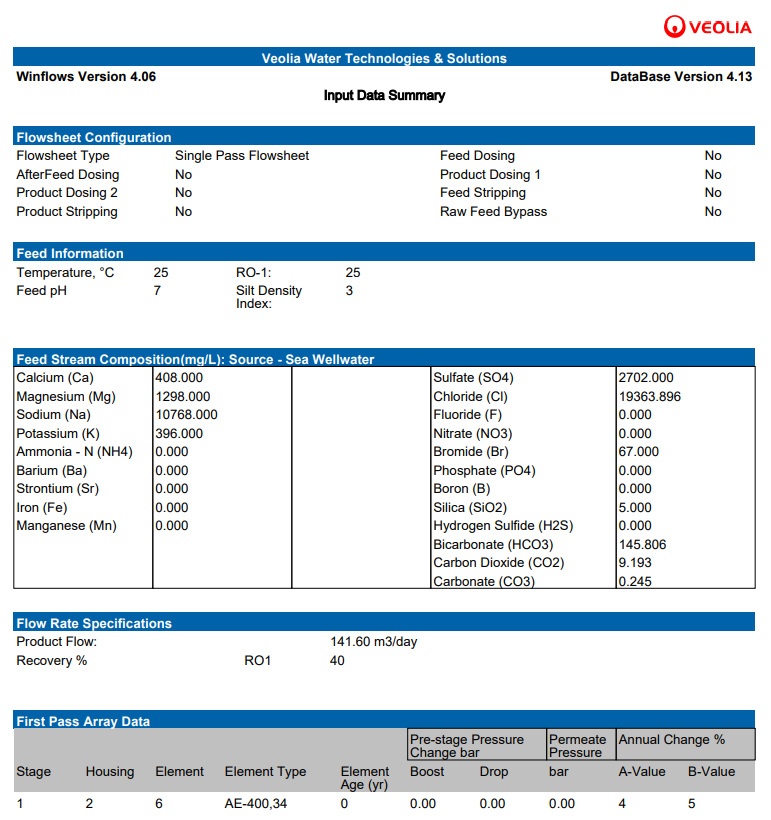 VEOLIA
Veolia Water Technologies & Solutions
Winflows Version 4.06 DataBase Version 4.13
Input Data Summary
Flowsheet Configuration
Flowsheet Type Single Pass Flowsheet Feed Dosing No
AfterFeed Dosing No Product Dosing 1 No
Product Dosing 2 No Feed Stripping No
Product Stripping No Raw Feed Bypass No
Feed Information
Temperature, °C 25 RO-1: 25
Feed pH 7 Silt Density 3
Index:
Feed Stream Composition(mg/L): Source - Sea Wellwater
Calcium (Ca) 408.000 Sulfate (SO4) 2702.000
Magnesium (Mg) 1298.000 Chloride (Cl) 19363.896
Sodium (Na) 10768.000 Fluoride (F) 0.000
Potassium (K) 396.000 Nitrate (NO3) 0.000
Ammonia - N (NH4) 0.000 Bromide (Br) 67.000
Barium (Ba) 0.000 Phosphate (PO4) 0.000
Strontium (Sr) 0.000 Boron (B) 0.000
Iron (Fe) 0.000 Silica (SiO2) 5.000
Manganese (Mn) 0.000 Hydrogen Sulfide (H2S) 0.000
Bicarbonate (HCO3) 145.806
Carbon Dioxide (CO2) 9.193
Carbonate (CO3) 0.245
Flow Rate Specifications
Product Flow: 141.60 m3/day
Recovery % RO1 40
First Pass Array Data
Pre-stage Pressure Permeate Annual Change %
Change bar Pressure
Stage Housing Element Element Type Element Boost Drop bar A-Value B-Value
Age (yr)
1 2 6 AE-400,34 0 0.00 0.00 0.00 4 5